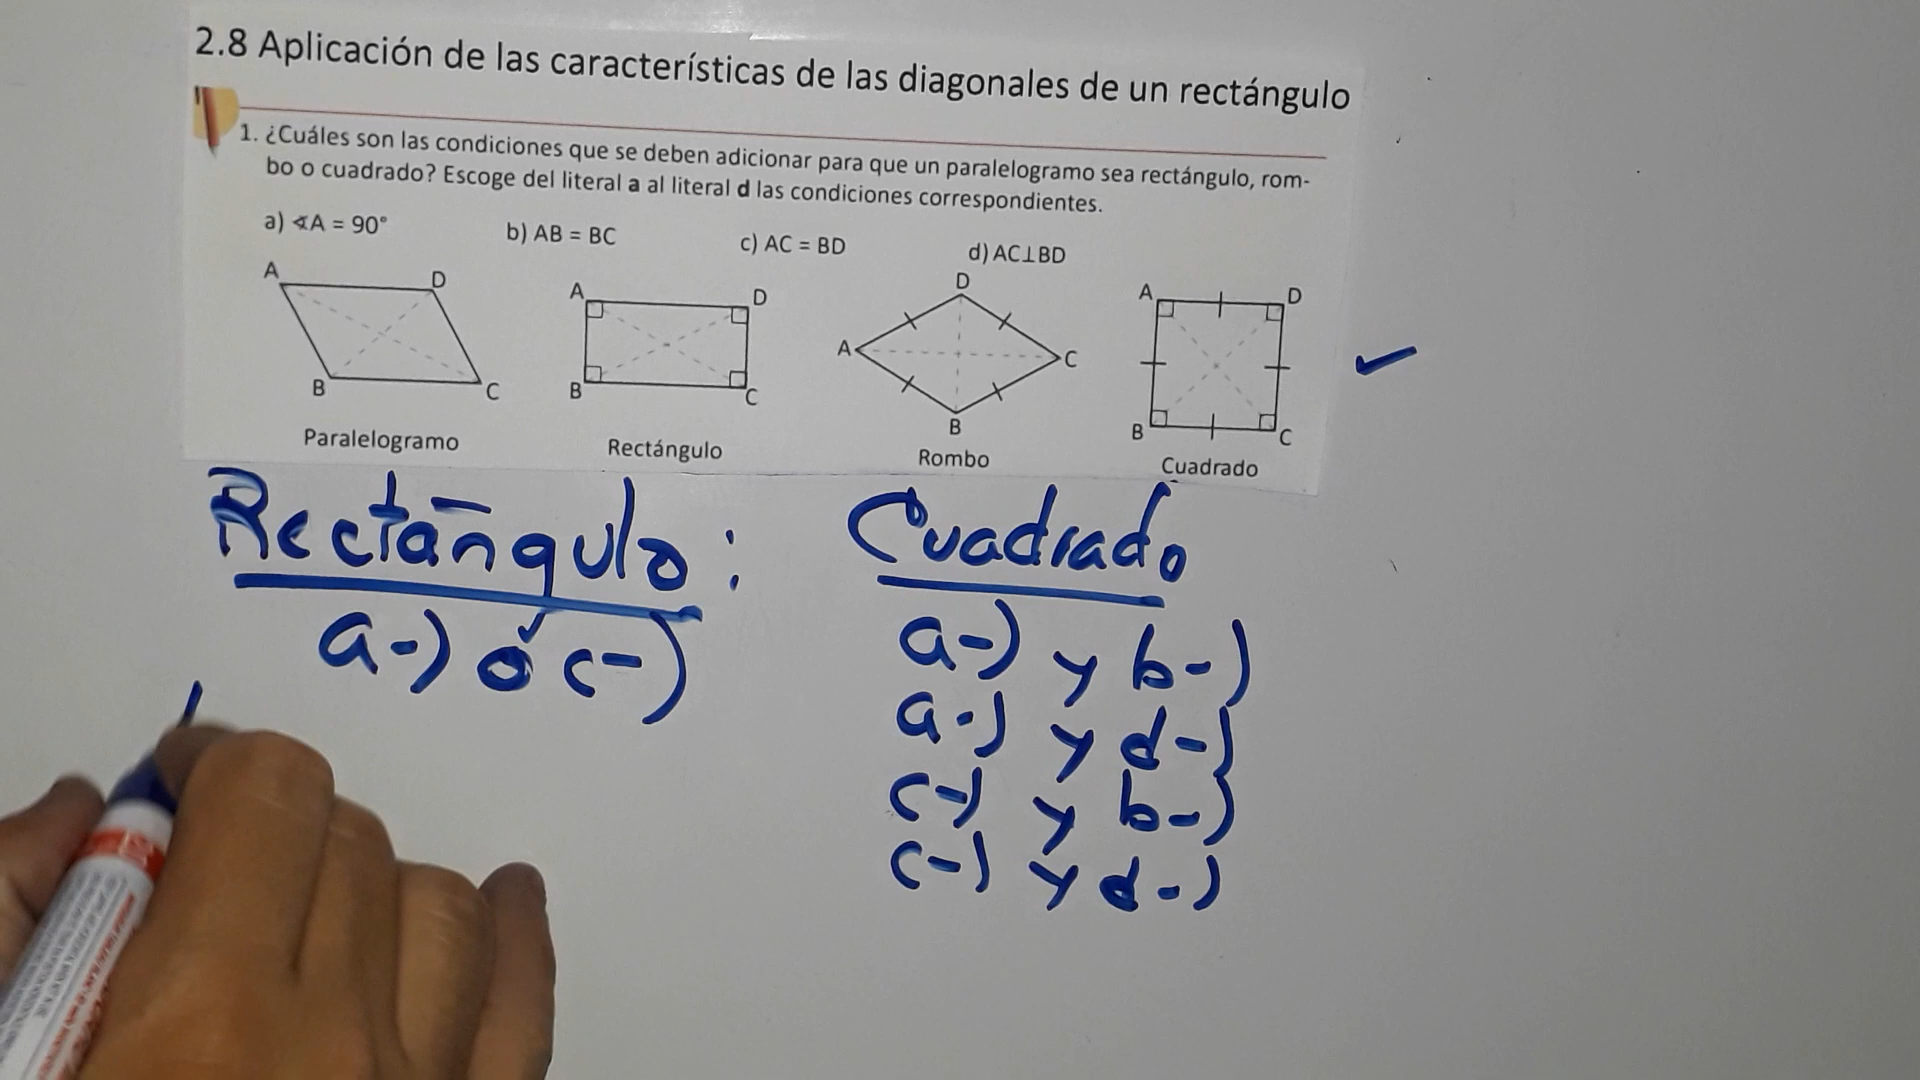 2.8 Aplicación de las características de las diagonales de un rectángulo
1. ¿Cuáles son las condiciones que se deben adicionar para que un paralelogramo sea rectángulo, rom-
bo o cuadrado? Escoge del literal a al literal d las condiciones correspondientes.
a) ∢A = 90°
b) AB = BC
c) AC = BD
d) AC⊥BD
A D B C
Paralelogramo
A D B C
Rectángulo
D A C B
Rombo
A D B C
Cuadrado
Rectángulo:
a-) ó c-)
Cuadrado
a-) y b-)
a-) y d-)
c-) y b-)
c-) y d-)